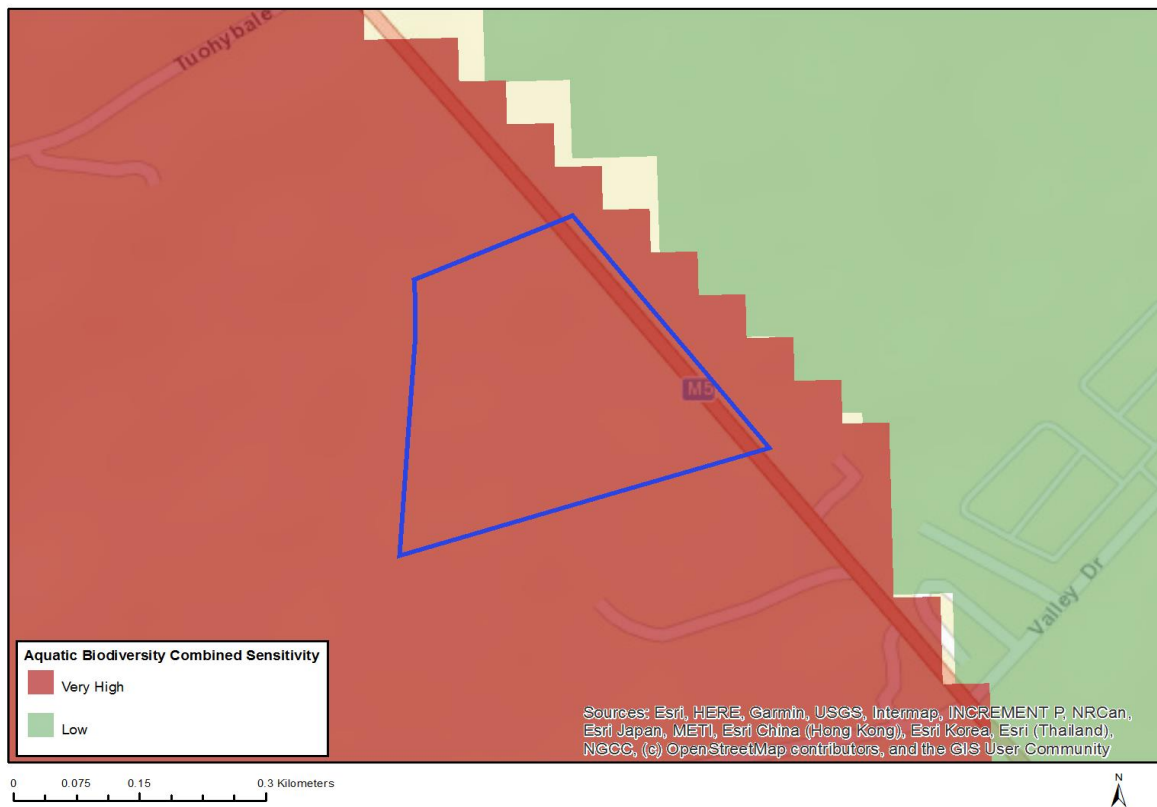 Tuohybale
M5
Valley Dr
Aquatic Biodiversity Combined Sensitivity
Very High
Low
Sources: Esri, HERE, Garmin, USGS, Intermap, INCREMENT P, NRCan,
Esri Japan, METI, Esri China (Hong Kong), Esri Korea, Esri (Thailand),
NGCC, (c) OpenStreetMap contributors, and the GIS User Community
0 0.075 0.15 0.3 Kilometers
N